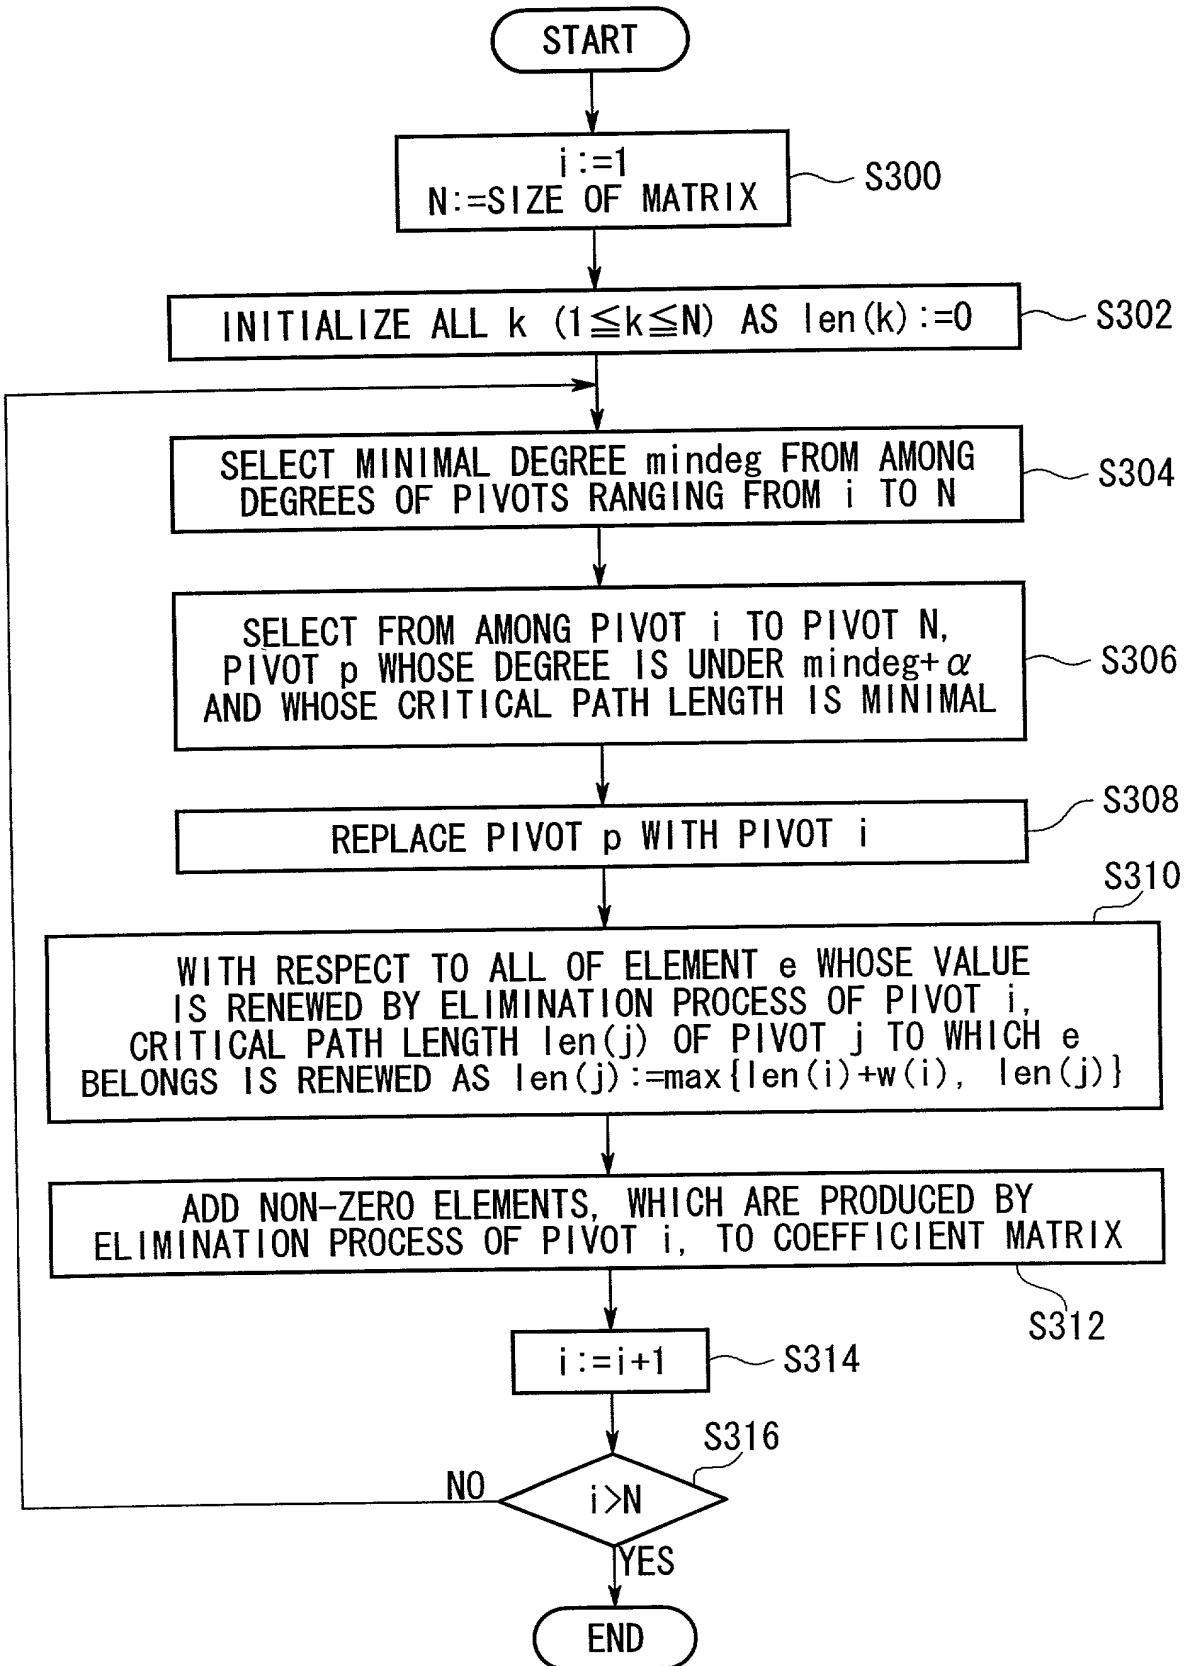 START
i:=1
N:=SIZE OF MATRIX
S300
INITIALIZE ALL k (1≦k≦N) AS len(k):=0
S302
SELECT MINIMAL DEGREE mindeg FROM AMONG
DEGREES OF PIVOTS RANGING FROM i TO N
S304
SELECT FROM AMONG PIVOT i TO PIVOT N,
PIVOT p WHOSE DEGREE IS UNDER mindeg+α
AND WHOSE CRITICAL PATH LENGTH IS MINIMAL
S306
REPLACE PIVOT p WITH PIVOT i
S308
S310
WITH RESPECT TO ALL OF ELEMENT e WHOSE VALUE
IS RENEWED BY ELIMINATION PROCESS OF PIVOT i,
CRITICAL PATH LENGTH len(j) OF PIVOT j TO WHICH e
BELONGS IS RENEWED AS len(j):=max{len(i)+w(i), len(j)}
ADD NON-ZERO ELEMENTS, WHICH ARE PRODUCED BY
ELIMINATION PROCESS OF PIVOT i, TO COEFFICIENT MATRIX
S312
i:=i+1
S314
S316
NO
i>N
YES
END